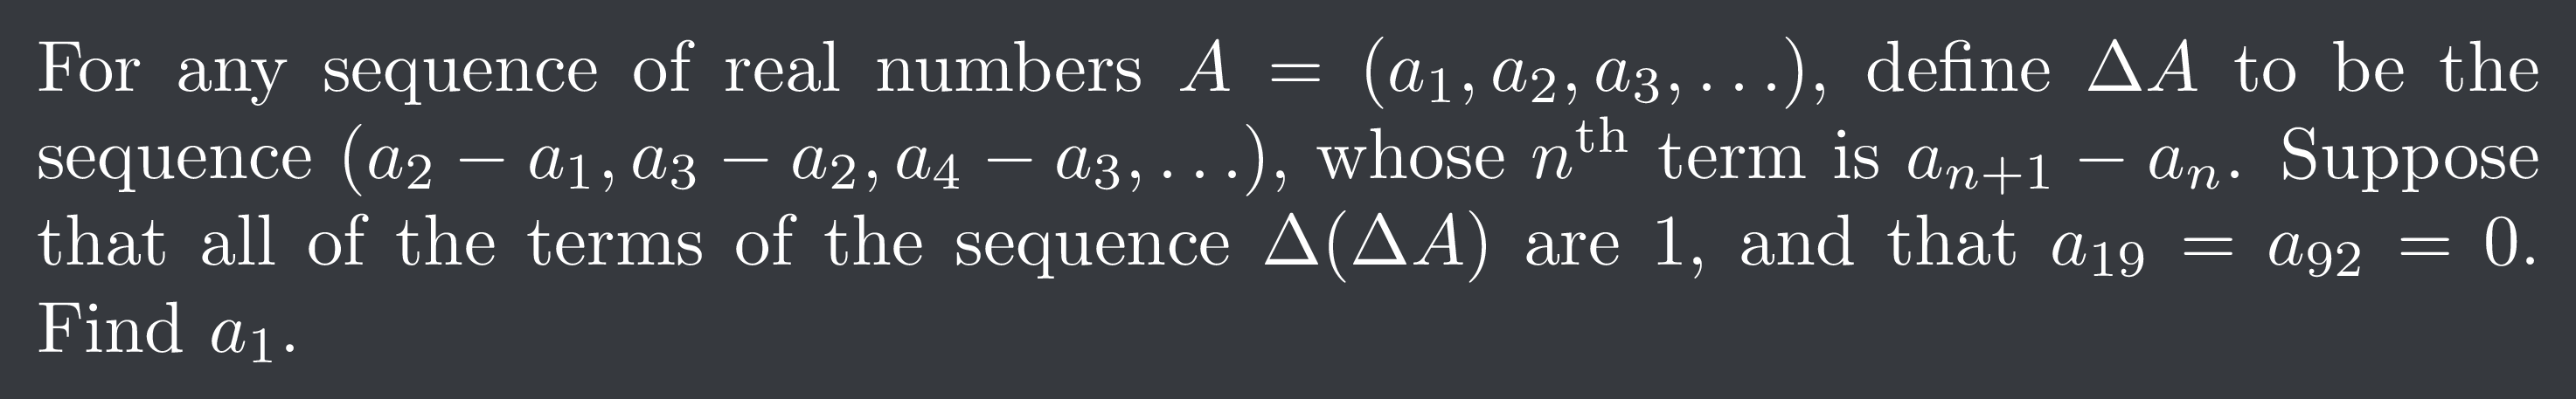 For any sequence of real numbers $A = (a_1, a_2, a_3, \ldots)$, define $\Delta A$ to be the
sequence $(a_2 - a_1, a_3 - a_2, a_4 - a_3, \ldots)$, whose $n^{\text{th}}$ term is $a_{n+1} - a_n$. Suppose
that all of the terms of the sequence $\Delta(\Delta A)$ are 1, and that $a_{19} = a_{92} = 0$.
Find $a_1$.